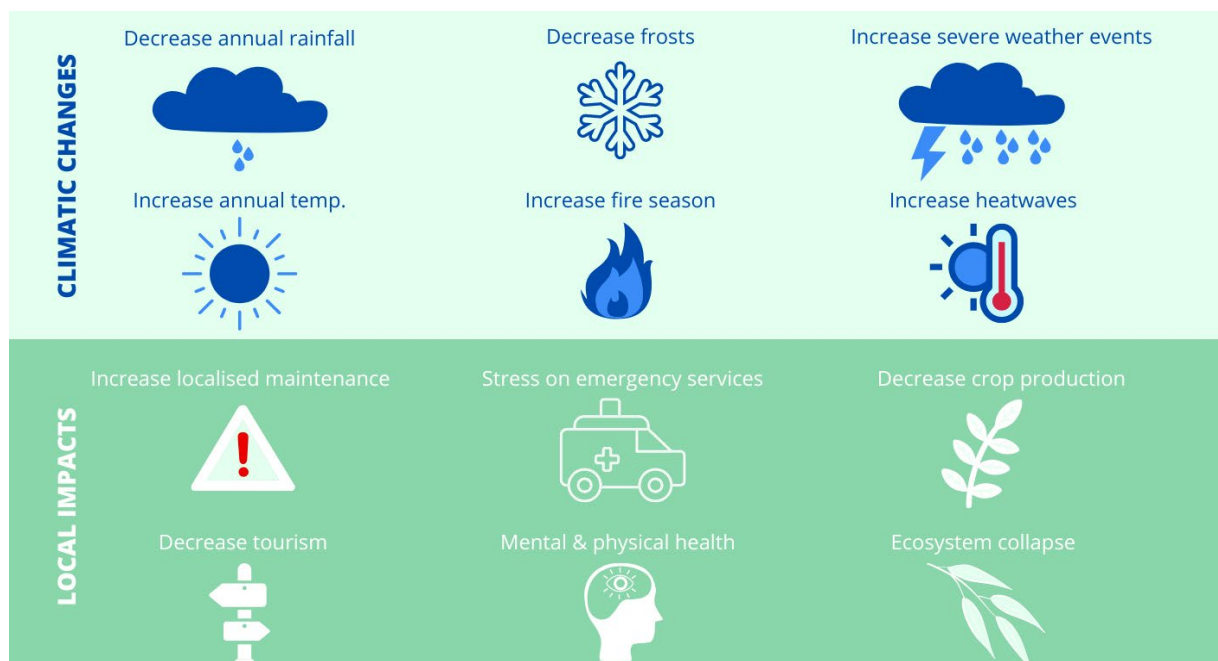 CLIMATIC CHANGES
Decrease annual rainfall
Decrease frosts
Increase severe weather events
Increase annual temp.
Increase fire season
Increase heatwaves
LOCAL IMPACTS
Increase localised maintenance
Stress on emergency services
Decrease crop production
Decrease tourism
Mental & physical health
Ecosystem collapse